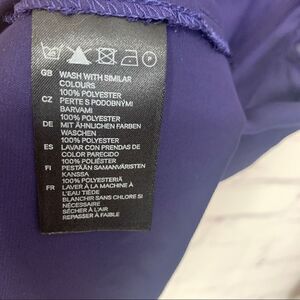 P
GB WASH WITH SIMILAR
COLOURS
100% POLYESTER
CZ PERTE S PODOBNÝMI
BARVAMI
100% POLYESTER
DE MIT ÄHNLICHEN FARBEN
WASCHEN
100% POLYESTER
ES LAVAR CON PRENDAS DE
COLOR PARECIDO
100% POLIÉSTER
FI PESTÄÄN SAMANVÄRISTEN
KANSSA
100% POLYESTERIÄ
FR LAVER À LA MACHINE À
L'EAU TIÈDE
BLANCHIR SANS CHLORE SI
NÉCESSAIRE
SÉCHER À L'AIR
REPASSER À FAIBLE